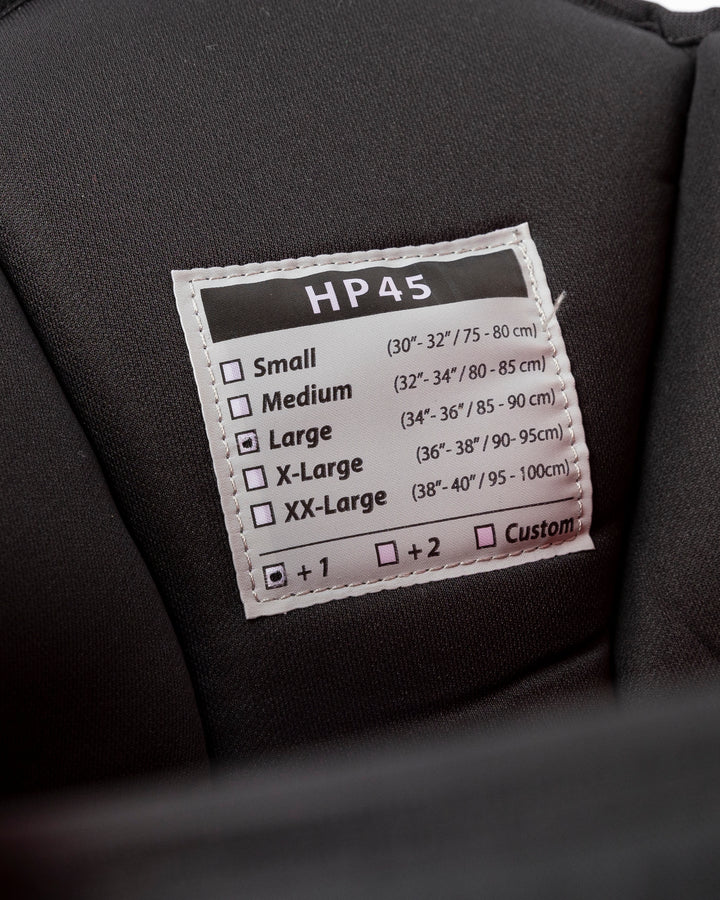 HP45
Small (30"- 32" / 75 - 80 cm)
Medium (32"- 34" / 80 - 85 cm)
Large (34"- 36" / 85 - 90 cm)
X-Large (36"- 38" / 90- 95cm)
XX-Large (38"- 40" / 95 - 100cm)
+ 1 + 2 Custom